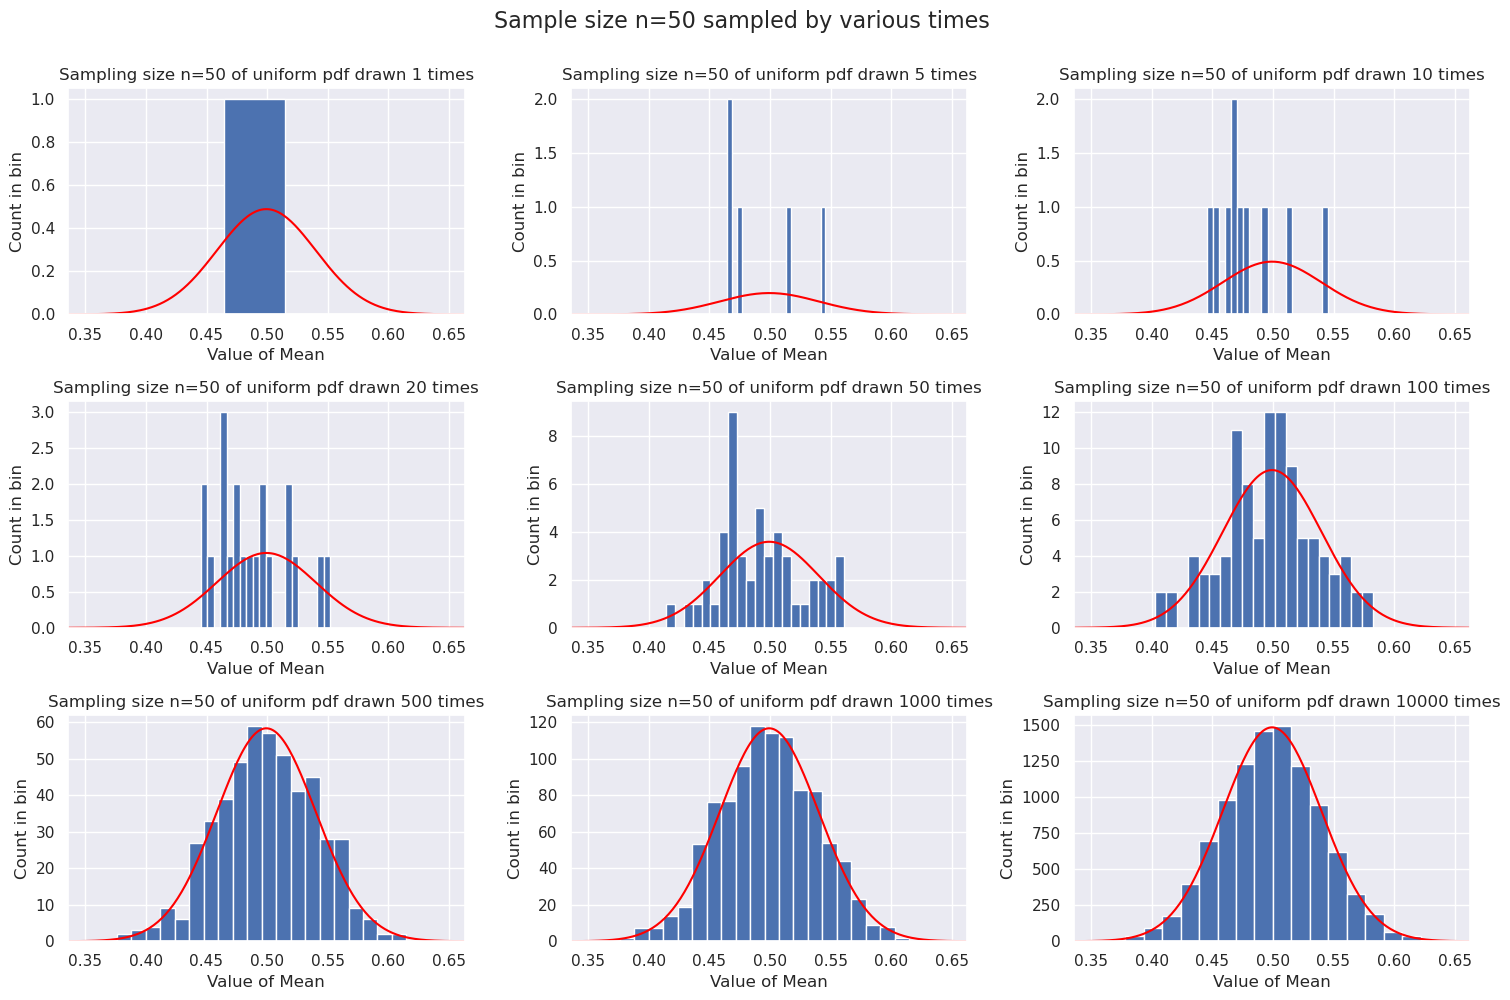 Sample size n=50 sampled by various times
Sampling size n=50 of uniform pdf drawn 1 times
1.0
0.8
0.6
0.4
0.2
0.0
Count in bin
0.35 0.40 0.45 0.50 0.55 0.60 0.65
Value of Mean
Sampling size n=50 of uniform pdf drawn 5 times
2.0
1.5
1.0
0.5
0.0
Count in bin
0.35 0.40 0.45 0.50 0.55 0.60 0.65
Value of Mean
Sampling size n=50 of uniform pdf drawn 10 times
2.0
1.5
1.0
0.5
0.0
Count in bin
0.35 0.40 0.45 0.50 0.55 0.60 0.65
Value of Mean
Sampling size n=50 of uniform pdf drawn 20 times
3.0
2.5
2.0
1.5
1.0
0.5
0.0
Count in bin
0.35 0.40 0.45 0.50 0.55 0.60 0.65
Value of Mean
Sampling size n=50 of uniform pdf drawn 50 times
8
6
4
2
0
Count in bin
0.35 0.40 0.45 0.50 0.55 0.60 0.65
Value of Mean
Sampling size n=50 of uniform pdf drawn 100 times
12
10
8
6
4
2
0
Count in bin
0.35 0.40 0.45 0.50 0.55 0.60 0.65
Value of Mean
Sampling size n=50 of uniform pdf drawn 500 times
60
50
40
30
20
10
0
Count in bin
0.35 0.40 0.45 0.50 0.55 0.60 0.65
Value of Mean
Sampling size n=50 of uniform pdf drawn 1000 times
120
100
80
60
40
20
0
Count in bin
0.35 0.40 0.45 0.50 0.55 0.60 0.65
Value of Mean
Sampling size n=50 of uniform pdf drawn 10000 times
1500
1250
1000
750
500
250
0
Count in bin
0.35 0.40 0.45 0.50 0.55 0.60 0.65
Value of Mean